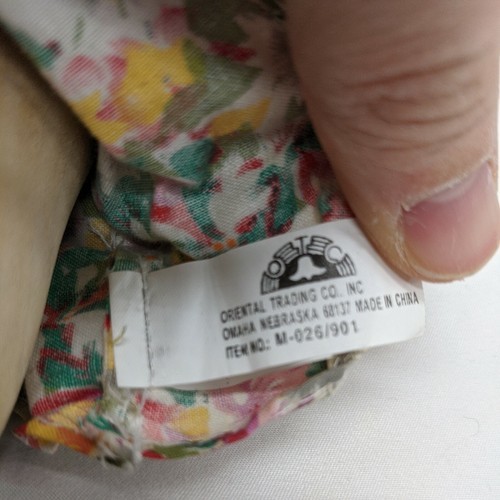 OTC
ORIENTAL TRADING CO., INC
OMAHA NEBRASKA 68137 MADE IN CHINA
ITEM NO.: M-026/901